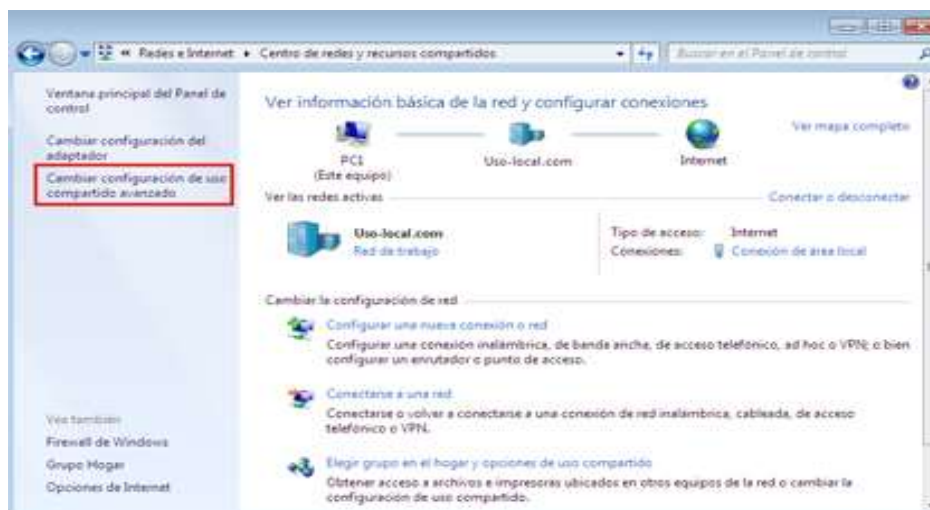 « Redes e Internet ▸ Centro de redes y recursos compartidos
Buscar en el Panel de control
Ventana principal del Panel de
control
Cambiar configuración del
adaptador
Cambiar configuración de uso
compartido avanzado
Vea también
Firewall de Windows
Grupo Hogar
Opciones de Internet
Ver información básica de la red y configurar conexiones
Ver mapa completo
PC1
(Este equipo)
Uso-local.com
Internet
Ver las redes activas
Conectar o desconectar
Uso-local.com
Red de trabajo
Tipo de acceso: Internet
Conexiones: Conexión de área local
Cambiar la configuración de red
Configurar una nueva conexión o red
Configurar una conexión inalámbrica, de banda ancha, de acceso telefónico, ad hoc o VPN; o bien
configurar un enrutador o punto de acceso.
Conectarse a una red
Conectarse o volver a conectarse a una conexión de red inalámbrica, cableada, de acceso
telefónico o VPN.
Elegir grupo en el hogar y opciones de uso compartido
Obtener acceso a archivos e impresoras ubicados en otros equipos de la red o cambiar la
configuración de uso compartido.